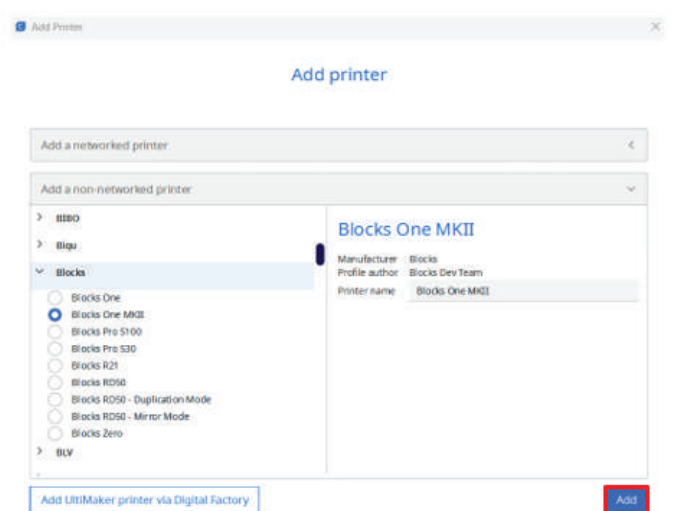 Add Printer
Add printer
Add a networked printer
Add a non-networked printer
BIBO
Biqu
Blocks
Blocks One
Blocks One MKII
Blocks Pro S100
Blocks Pro S30
Blocks R21
Blocks RD50
Blocks RD50 - Duplication Mode
Blocks RD50 - Mirror Mode
Blocks Zero
BLV
Blocks One MKII
Manufacturer Blocks
Profile author Blocks Dev Team
Printer name Blocks One MKII
Add UltiMaker printer via Digital Factory
Add